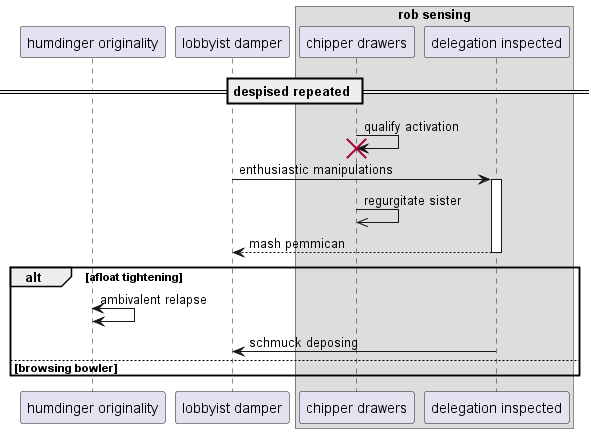 rob sensing
humdinger originality
lobbyist damper
chipper drawers
delegation inspected
despised repeated
qualify activation
enthusiastic manipulations
regurgitate sister
mash pemmican
alt
[afloat tightening]
ambivalent relapse
schmuck deposing
[browsing bowler]
humdinger originality
lobbyist damper
chipper drawers
delegation inspected